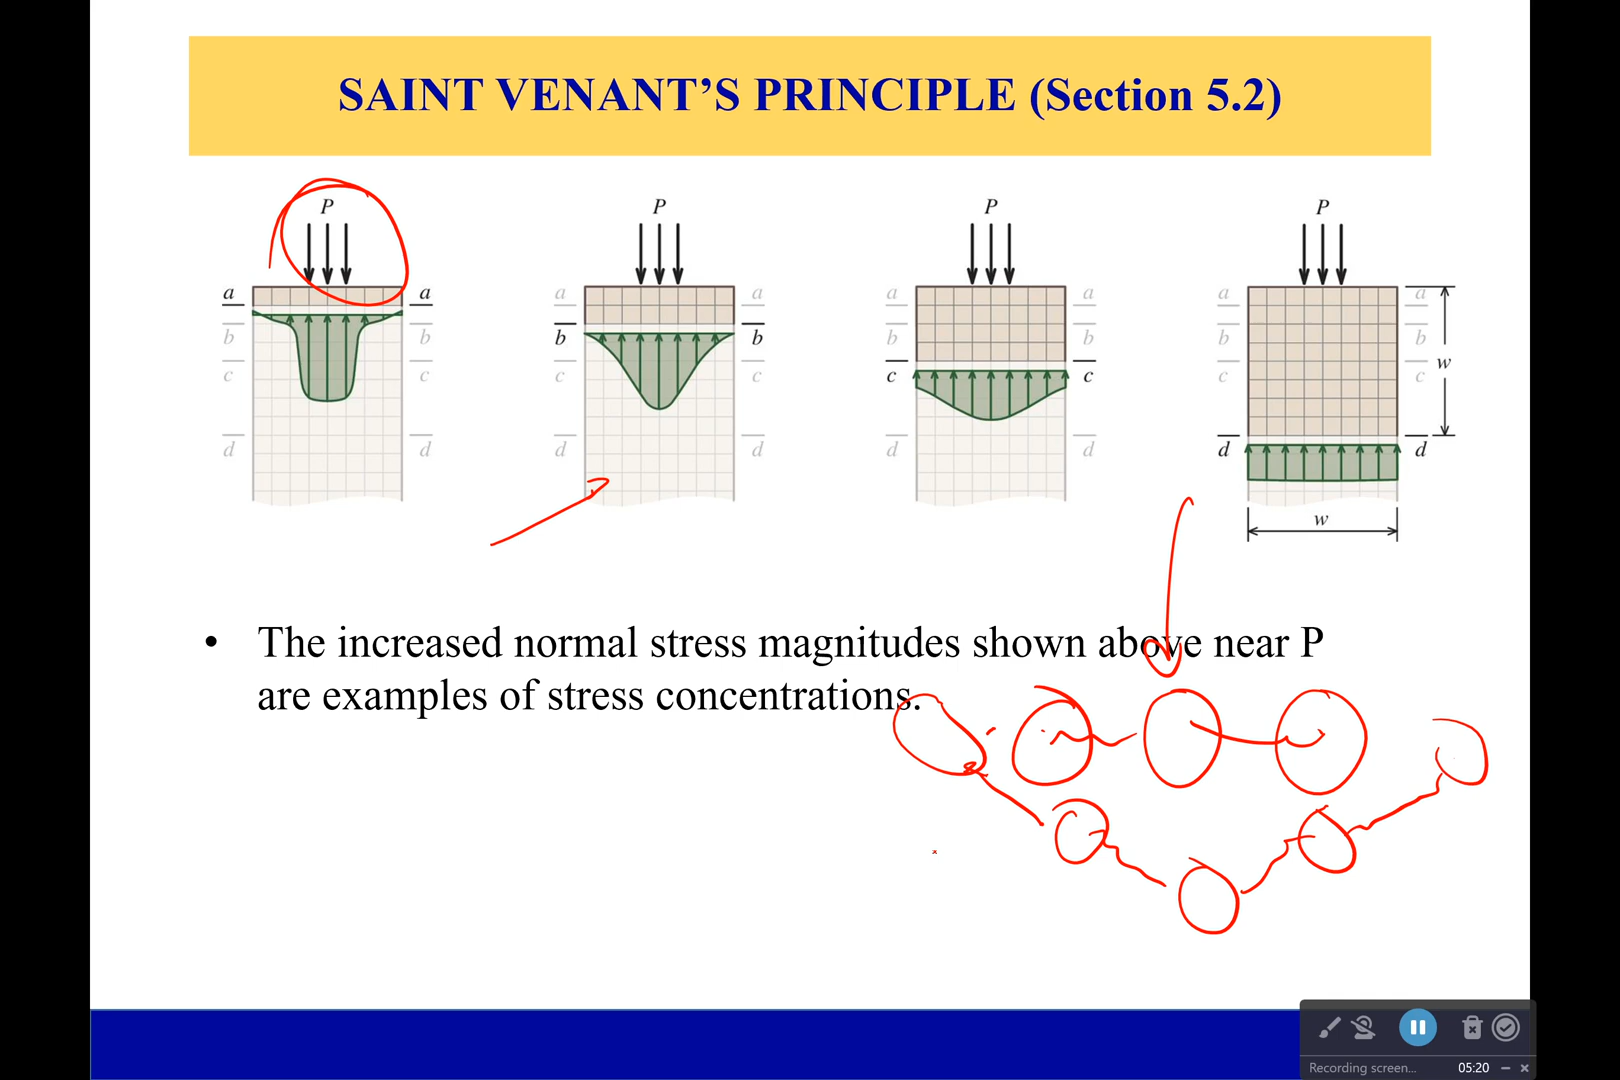 SAINT VENANT’S PRINCIPLE (Section 5.2)
P P P P
a a a a a a a a
b b b b b b b b
c c c c c c c c w
d d d d d d d d
w
• The increased normal stress magnitudes shown above near P
are examples of stress concentrations.
Recording screen... 05:20